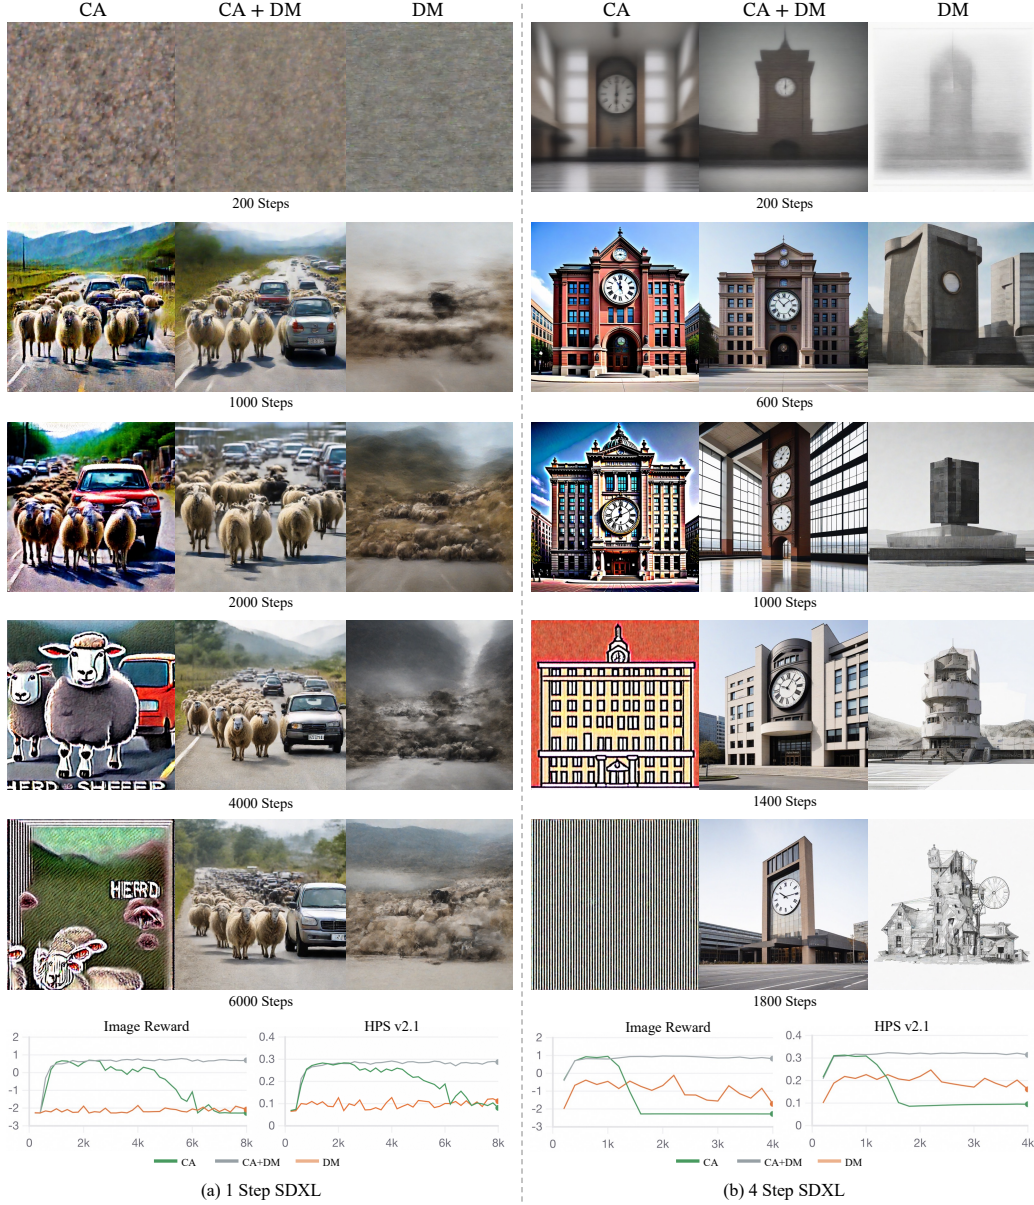 CA CA + DM DM
200 Steps
1000 Steps
2000 Steps
HERD SHEEP
4000 Steps
HERRD
6000 Steps
Image Reward
2
1
0
-1
-2
-3
0 2k 4k 6k 8k
HPS v2.1
0.4
0.3
0.2
0.1
0
0 2k 4k 6k 8k
CA CA+DM DM
(a) 1 Step SDXL
CA CA + DM DM
200 Steps
600 Steps
1000 Steps
1400 Steps
1800 Steps
Image Reward
2
1
0
-1
-2
-3
0 1k 2k 3k 4k
HPS v2.1
0.4
0.3
0.2
0.1
0
0 1k 2k 3k 4k
CA CA+DM DM
(b) 4 Step SDXL